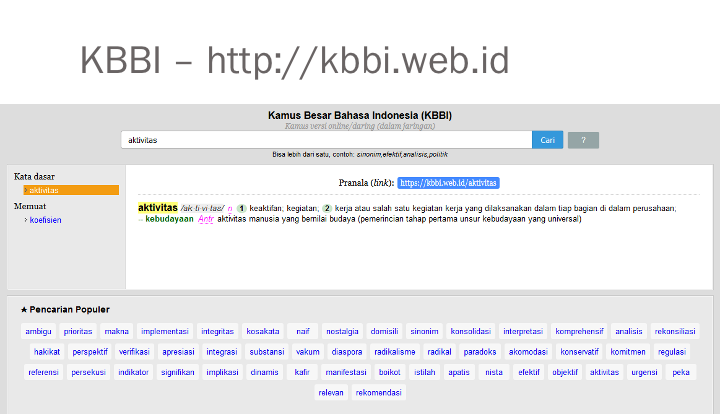 KBBI – http://kbbi.web.id
Kamus Besar Bahasa Indonesia (KBBI)
Kamus versi online/daring (dalam jaringan)
aktivitas Cari ?
Bisa lebih dari satu, contoh: sinonim,efektif,analisis,politik
Kata dasar
› aktivitas
Memuat
› koefisien
Pranala (link): https://kbbi.web.id/aktivitas
aktivitas /ak·ti·vi·tas/ n 1 keaktifan; kegiatan; 2 kerja atau salah satu kegiatan kerja yang dilaksanakan dalam tiap bagian di dalam perusahaan;
-- kebudayaan Antr aktivitas manusia yang bernilai budaya (pemerincian tahap pertama unsur kebudayaan yang universal)
★ Pencarian Populer
ambigu prioritas makna implementasi integritas kosakata naif nostalgia domisili sinonim konsolidasi interpretasi komprehensif analisis rekonsiliasi
hakikat perspektif verifikasi apresiasi integrasi substansi vakum diaspora radikalisme radikal paradoks akomodasi konservatif komitmen regulasi
referensi persekusi indikator signifikan implikasi dinamis kafir manifestasi boikot istilah apatis nista efektif objektif aktivitas urgensi peka
relevan rekomendasi